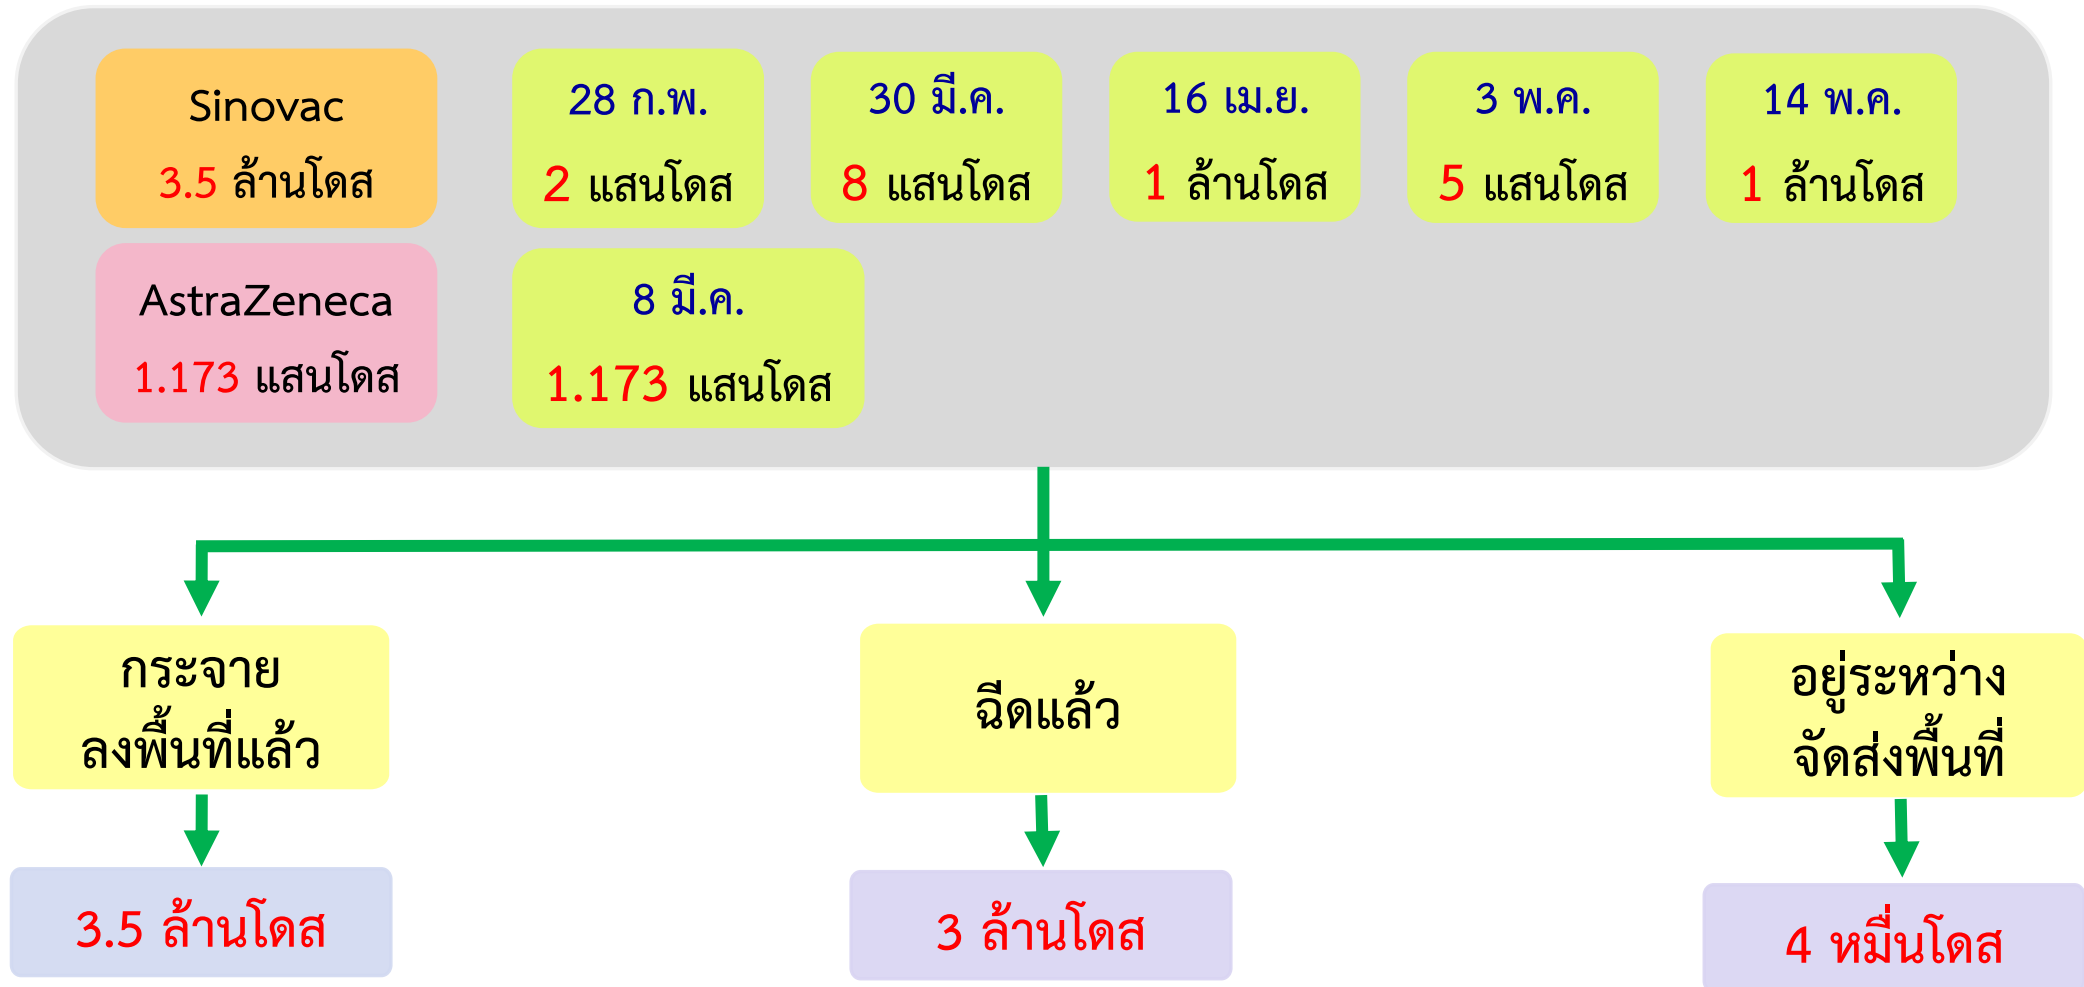 Sinovac
3.5 ล้านโดส
28 ก.พ.
2 แสนโดส
30 มี.ค.
8 แสนโดส
16 เม.ย.
1 ล้านโดส
3 พ.ค.
5 แสนโดส
14 พ.ค.
1 ล้านโดส
AstraZeneca
1.173 แสนโดส
8 มี.ค.
1.173 แสนโดส
กระจาย
ลงพื้นที่แล้ว
3.5 ล้านโดส
ฉีดแล้ว
3 ล้านโดส
อยู่ระหว่าง
จัดส่งพื้นที่
4 หมื่นโดส